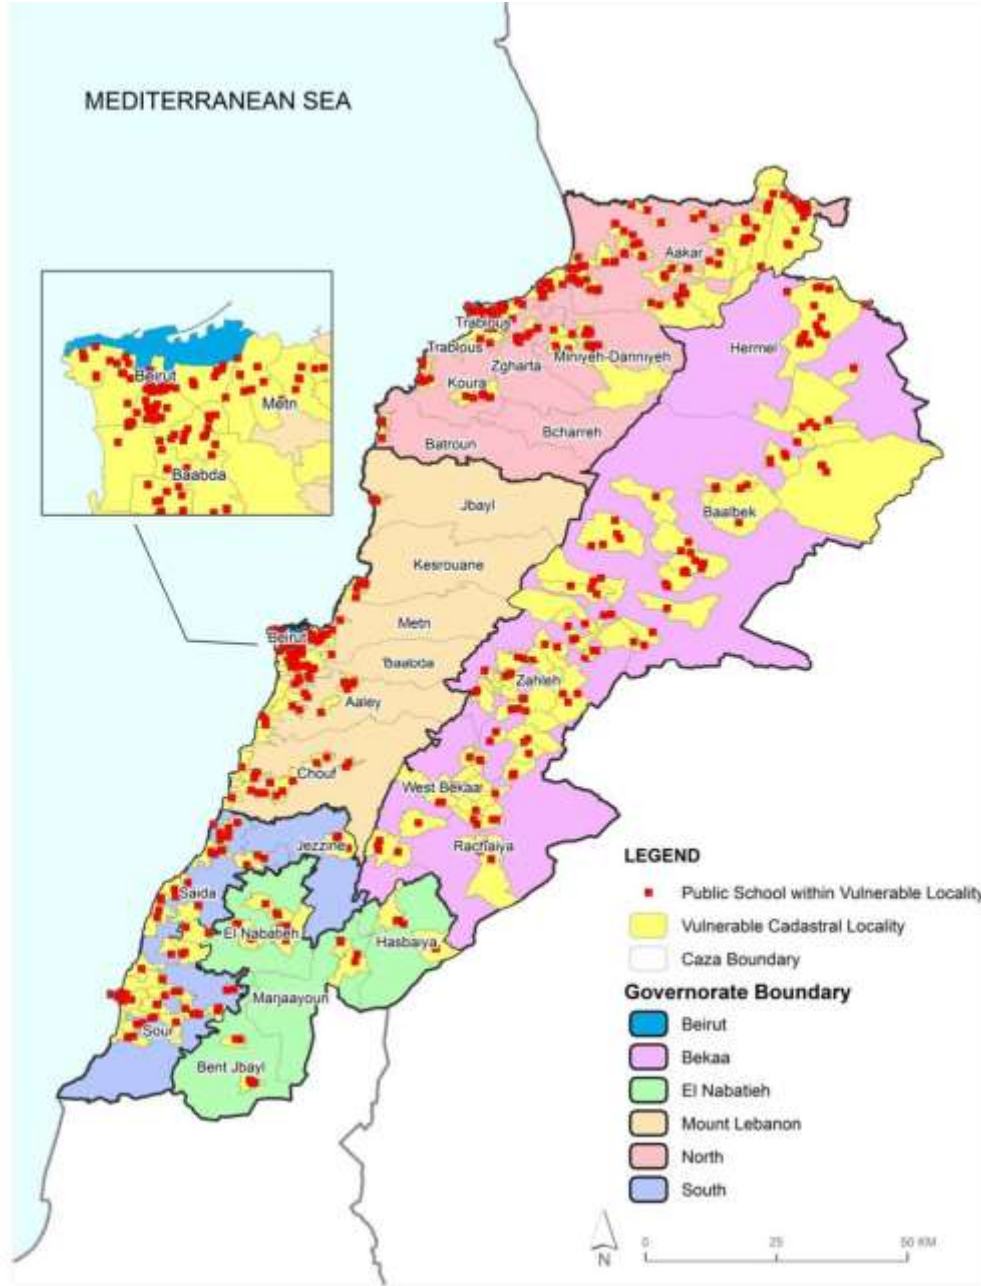 MEDITERRANEAN SEA
Aakar
Trablous
Trablous
Miniyeh-Danniyeh
Zgharta
Koura
Hermel
Bcharreh
Batroun
Beirut
Metn
Baabda
Jbayl
Baalbek
Kesrouane
Metn
Beirut
Baabda
Zahleh
Aaley
Chouf
West Bekaa
Jezzine
Rachaiya
Saida
El Nabatieh
Hasbaiya
Marjaayoun
Sour
Bent Jbayl
LEGEND
Public School within Vulnerable Locality
Vulnerable Cadastral Locality
Caza Boundary
Governorate Boundary
Beirut
Bekaa
El Nabatieh
Mount Lebanon
North
South
N
0 25 50 KM